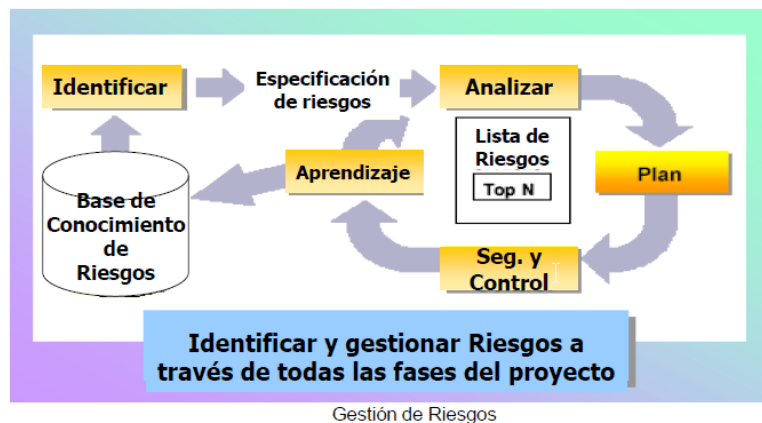 Identificar
Especificación
de riesgos
Analizar
Lista de
Riesgos
Top N
Plan
Aprendizaje
Base de
Conocimiento
de
Riesgos
Seg. y
Control
Identificar y gestionar Riesgos a
través de todas las fases del proyecto
Gestión de Riesgos